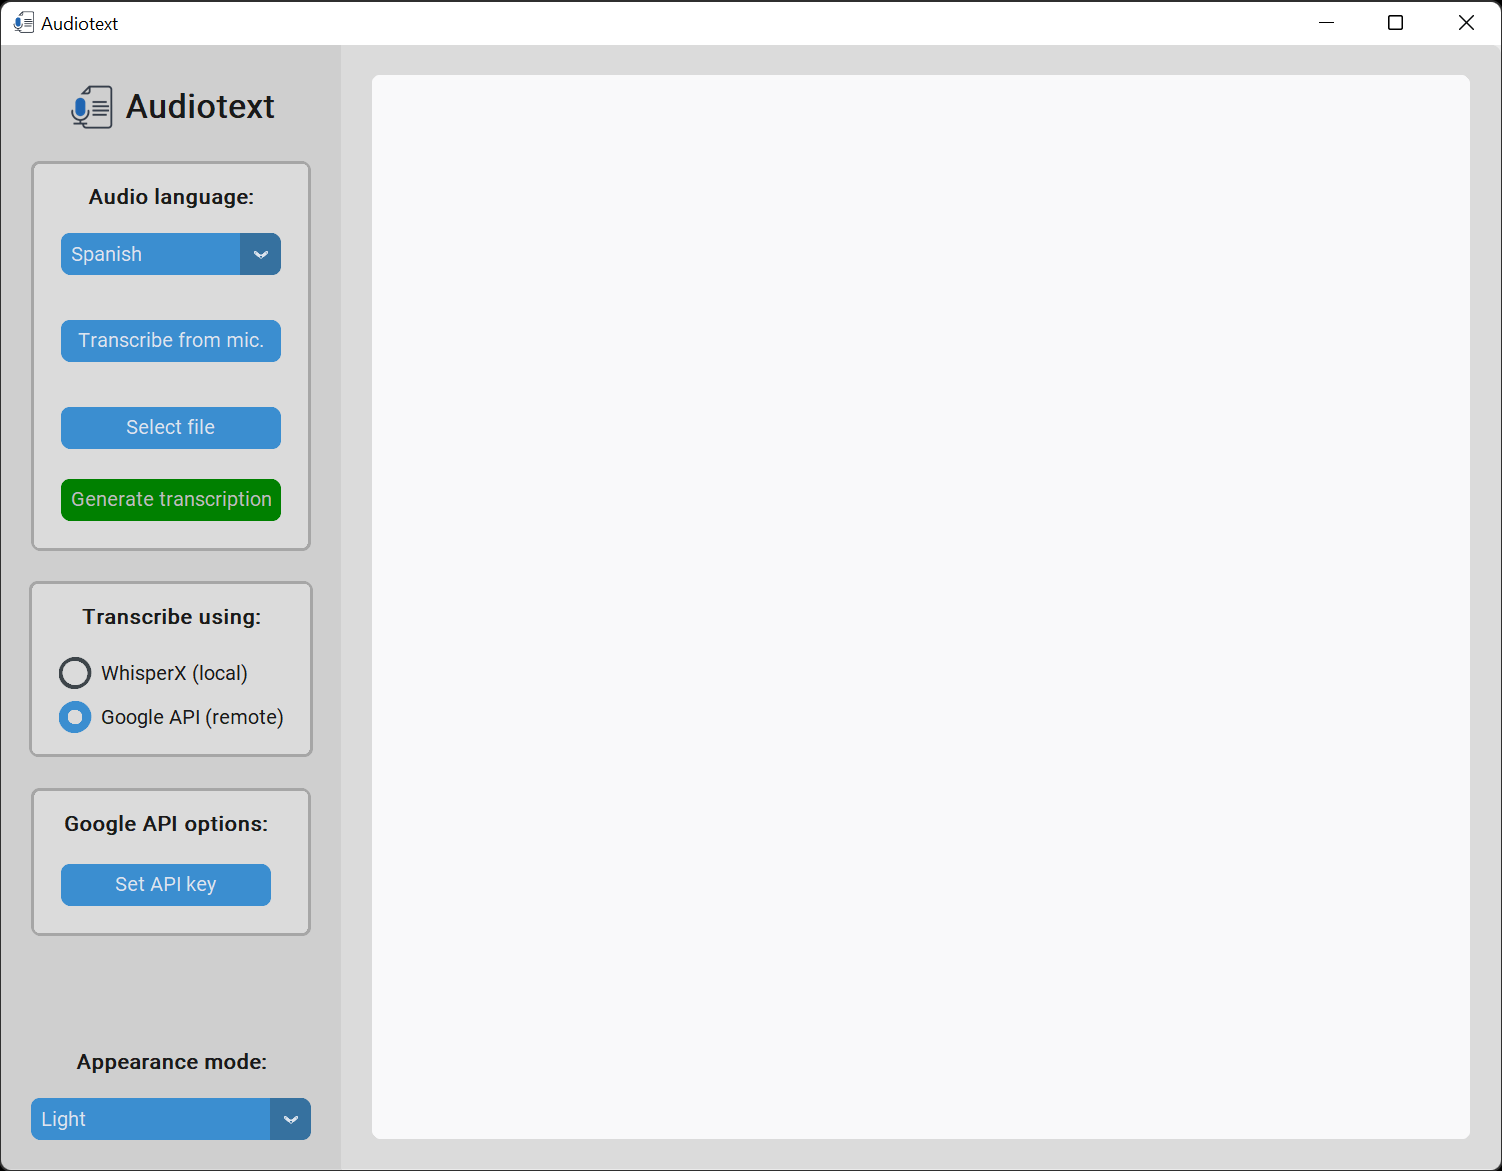 Audiotext
Audiotext
Audio language:
Spanish
Transcribe from mic.
Select file
Generate transcription
Transcribe using:
WhisperX (local)
Google API (remote)
Google API options:
Set API key
Appearance mode:
Light